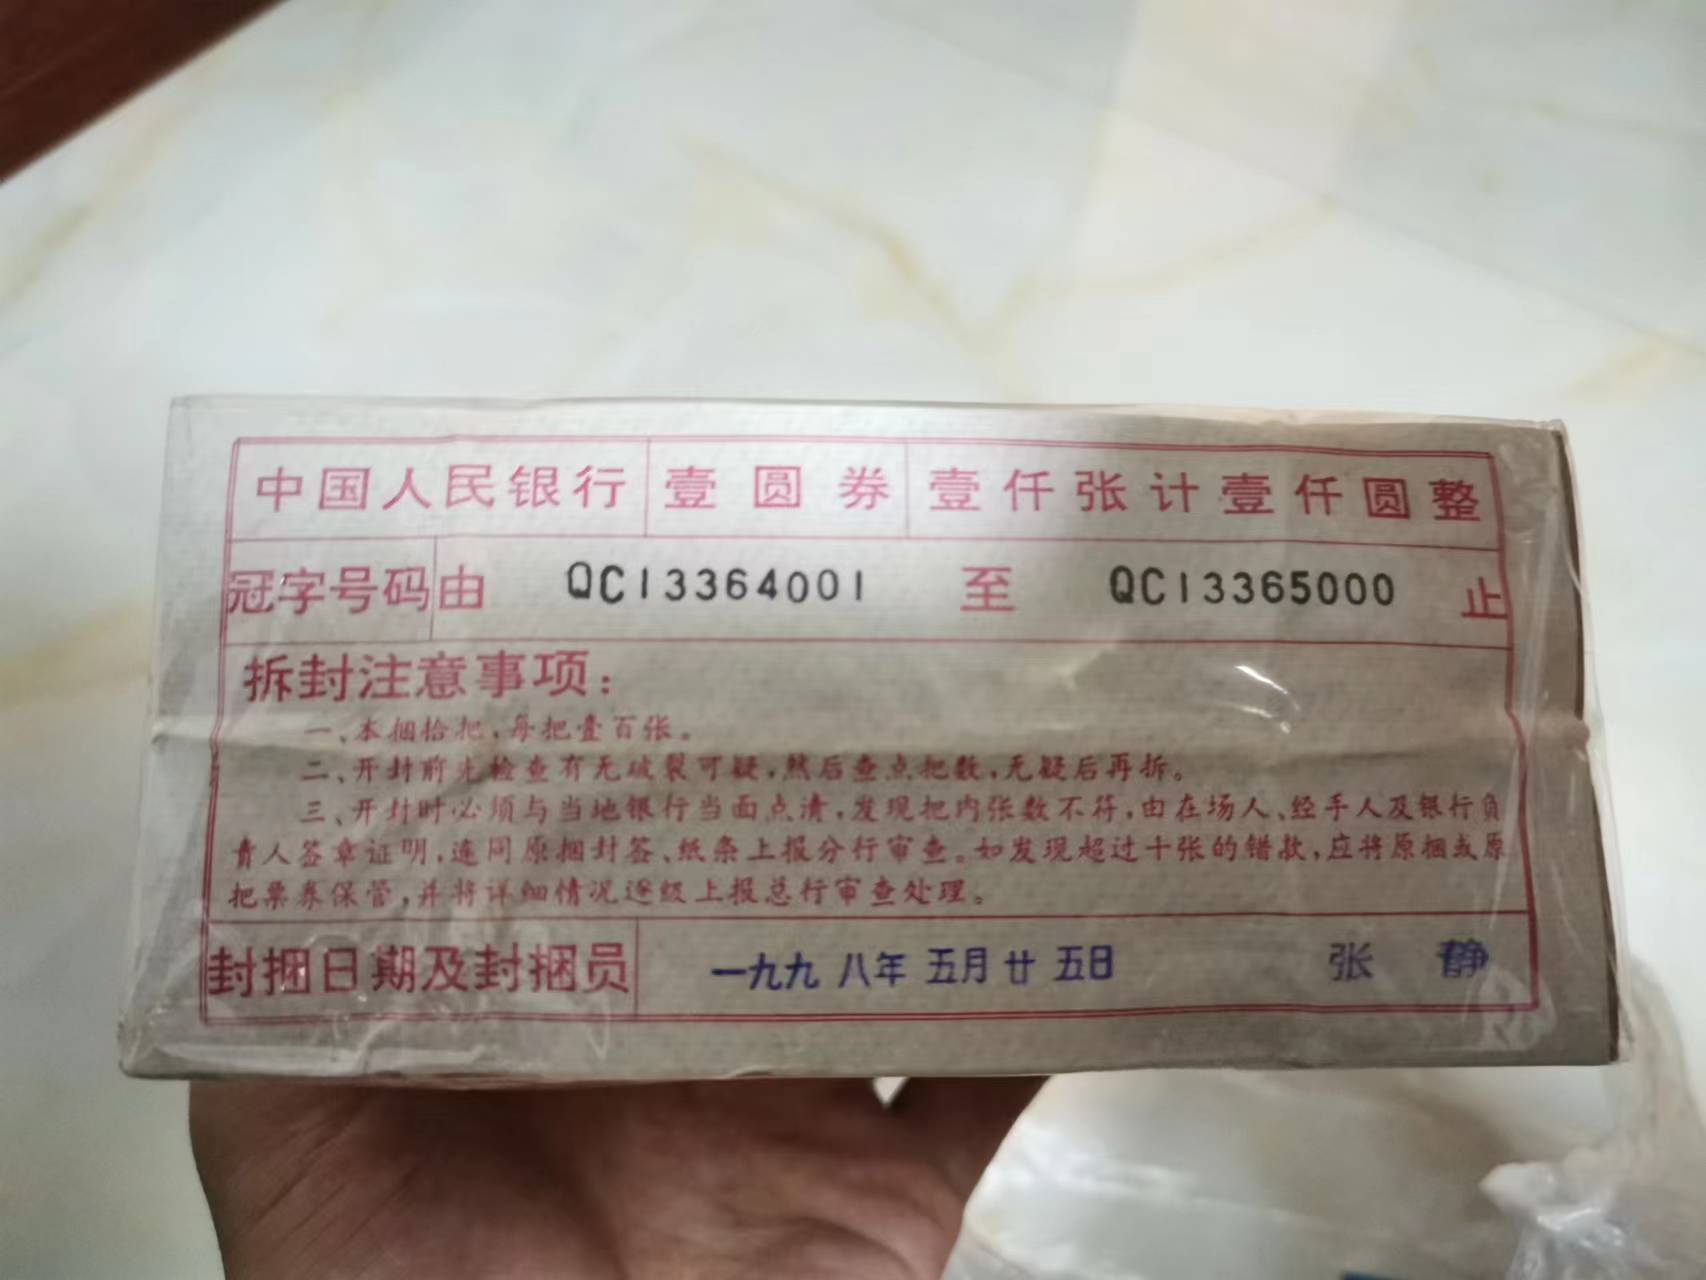 中国人民银行 壹圆券 壹仟张计壹仟圆整
冠字号码 由 QC13364001 至 QC13365000 止
拆封注意事项：
一、本捆拾把，每把壹百张。
二、开封前先检查有无破裂可疑，然后查点把数，无疑后再拆。
三、开封时必须与当地银行当面点清，发现把内张数不符，由在场人、经手人及银行负
责人签章证明，连同原捆封签、纸条上报分行审查。如发现超过十张的错款，应将原捆或原
把票券保管，并将详细情况逐级上报总行审查处理。
封捆日期及封捆员 一九九八年五月廿五日 张静